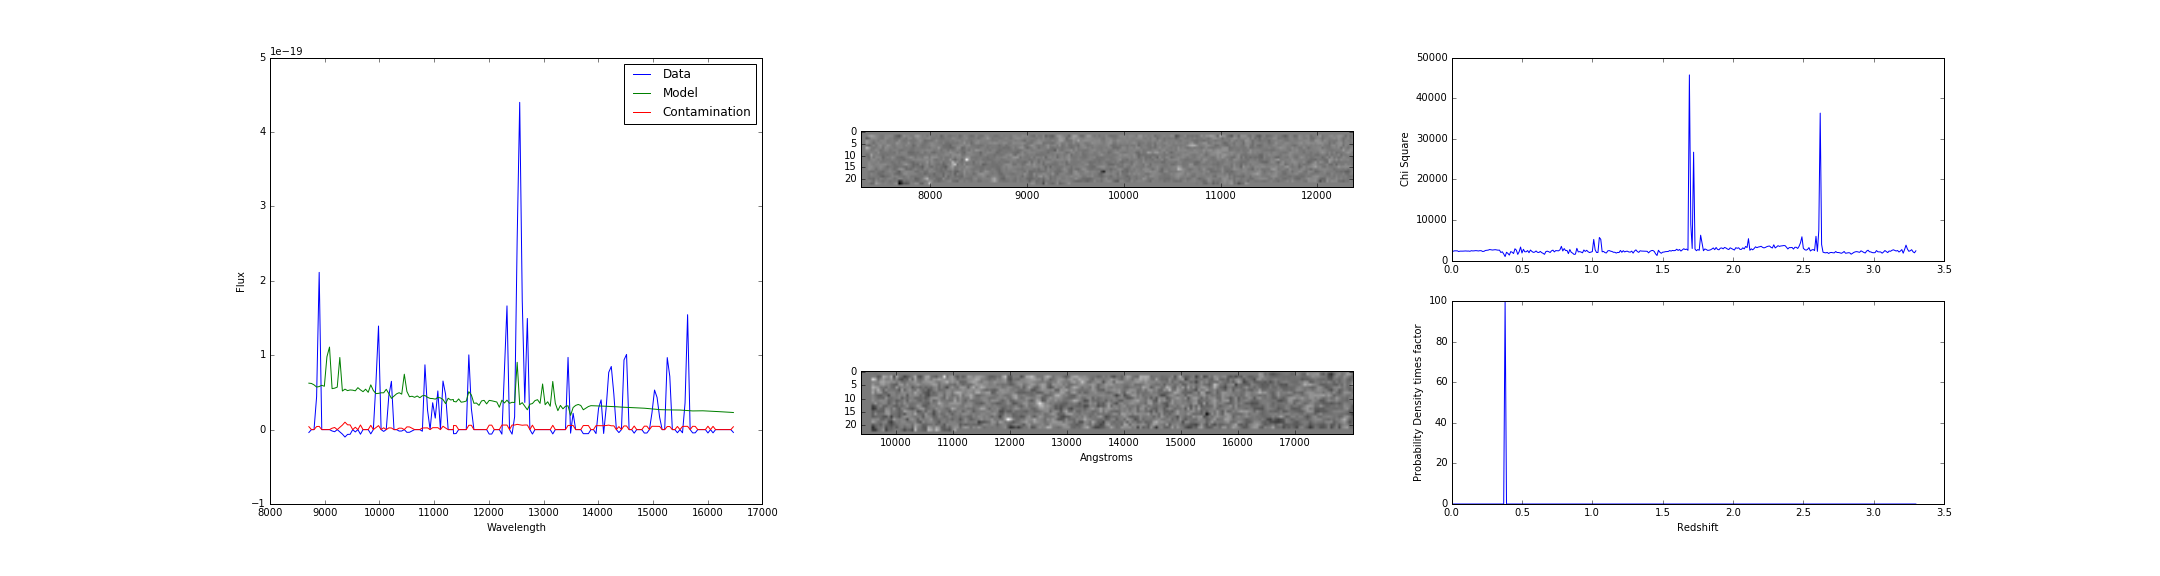 1e−19
5
4
3
2
1
0
−1
Flux
8000 9000 10000 11000 12000 13000 14000 15000 16000 17000
Wavelength
Data
Model
Contamination
0
5
10
15
20
8000 9000 10000 11000 12000
0
5
10
15
20
10000 11000 12000 13000 14000 15000 16000 17000
Angstroms
50000
40000
30000
20000
10000
0
Chi Square
0.0 0.5 1.0 1.5 2.0 2.5 3.0 3.5
100
80
60
40
20
0
Probability Density times factor
0.0 0.5 1.0 1.5 2.0 2.5 3.0 3.5
Redshift